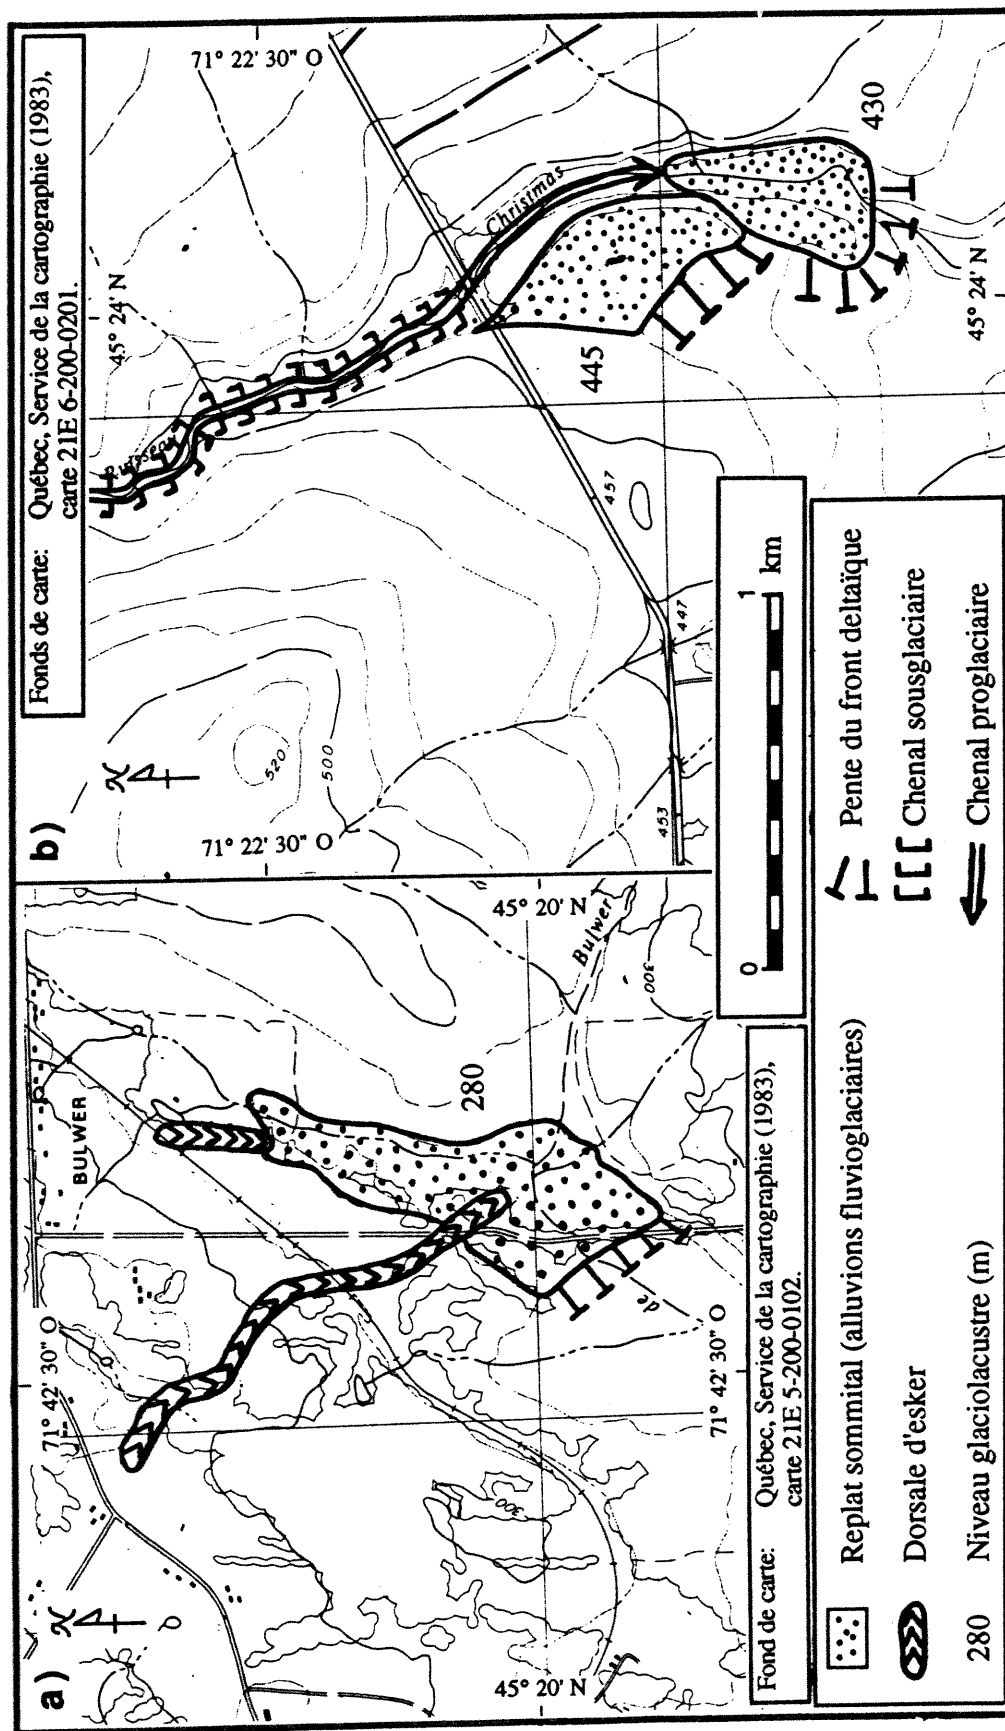 a)
N
BULWER
71° 42' 30" O
280
45° 20' N
Bulwer
de
300
300
71° 42' 30" O
45° 20' N
Fond de carte: Québec, Service de la cartographie (1983),
carte 21E 5-200-0102.
b)
Fonds de carte: Québec, Service de la cartographie (1983),
carte 21E 6-200-0201.
N
71° 22' 30" O
45° 24' N
Ruisseau
Christmas
520
500
445
430
457
447
453
71° 22' 30" O
45° 24' N
0 1
km
Replat sommital (alluvions fluvioglaciaires)
Dorsale d'esker
280 Niveau glaciolacustre (m)
Pente du front deltaïque
Chenal sousglaciaire
Chenal proglaciaire